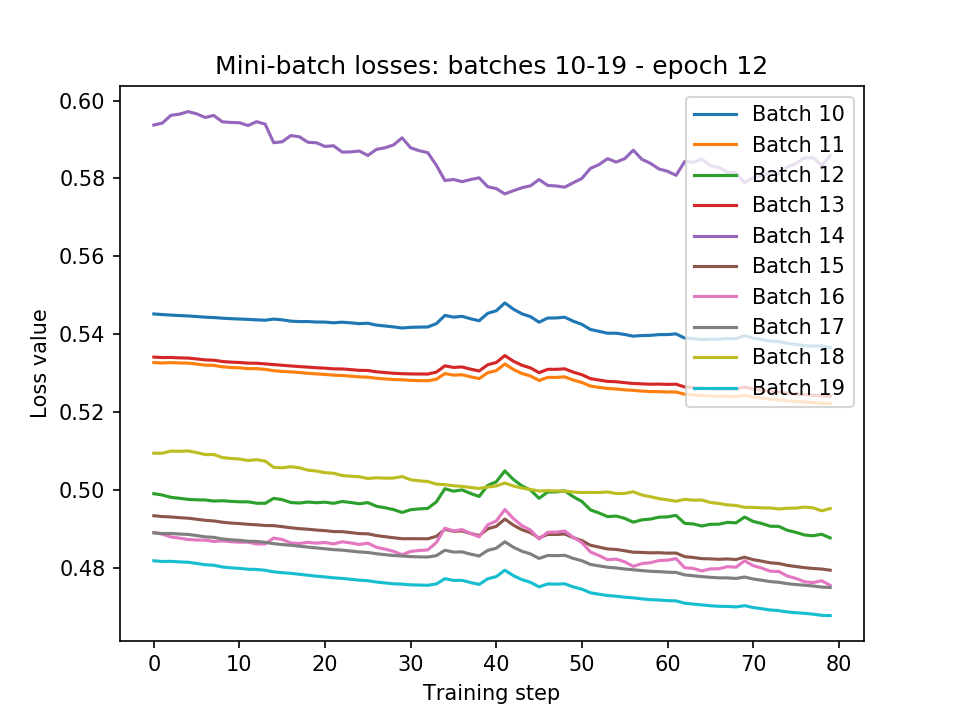 Mini-batch losses: batches 10-19 - epoch 12
0.60
0.58
0.56
0.54
0.52
0.50
0.48
Loss value
Batch 10
Batch 11
Batch 12
Batch 13
Batch 14
Batch 15
Batch 16
Batch 17
Batch 18
Batch 19
0 10 20 30 40 50 60 70 80
Training step